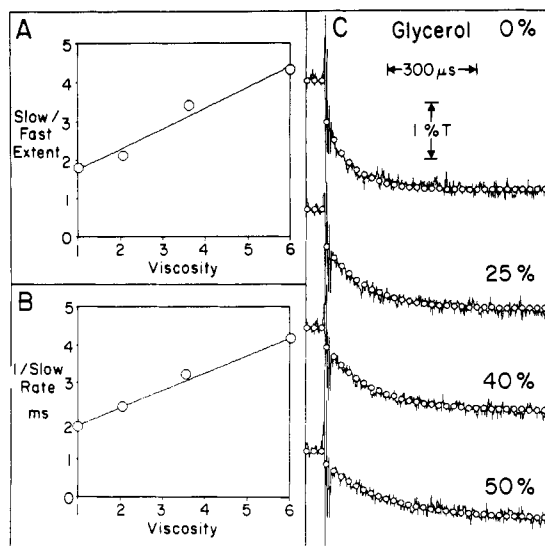 A
5
4
Slow/
Fast
Extent
3
2
1
0
1 2 3 4 5 6
Viscosity
B
5
4
1/Slow
Rate
ms
3
2
1
0
1 2 3 4 5 6
Viscosity
C Glycerol 0%
300 µs
1%T
25%
40%
50%